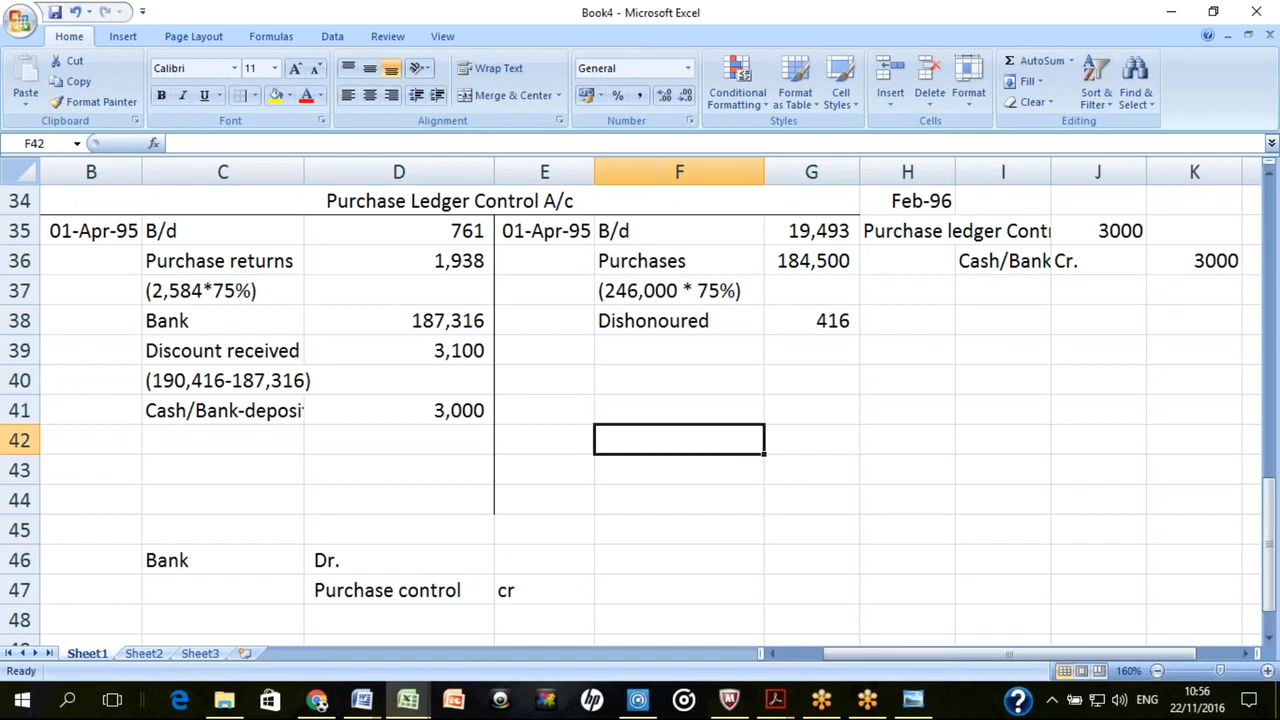 Book4 - Microsoft Excel
Home Insert Page Layout Formulas Data Review View
Paste Cut Calibri 11 A A Wrap Text General Conditional Formatting Format as Table Cell Styles Insert Delete Format AutoSum Sort & Filter Find & Select
Copy Fill
Format Painter B I U A Merge & Center % , Clear
Clipboard Font Alignment Number Styles Cells Editing
F42 fx
B C D E F G H I J K
34 Purchase Ledger Control A/c Feb-96
35 01-Apr-95 B/d 761 01-Apr-95 B/d 19,493 Purchase ledger Contr 3000
36 Purchase returns 1,938 Purchases 184,500 Cash/Bank Cr. 3000
37 (2,584*75%) (246,000 * 75%)
38 Bank 187,316 Dishonoured 416
39 Discount received 3,100
40 (190,416-187,316)
41 Cash/Bank-deposi 3,000
42
43
44
45
46 Bank Dr.
47 Purchase control cr
48
Sheet1 Sheet2 Sheet3
Ready 160%
ENG 10:56
22/11/2016